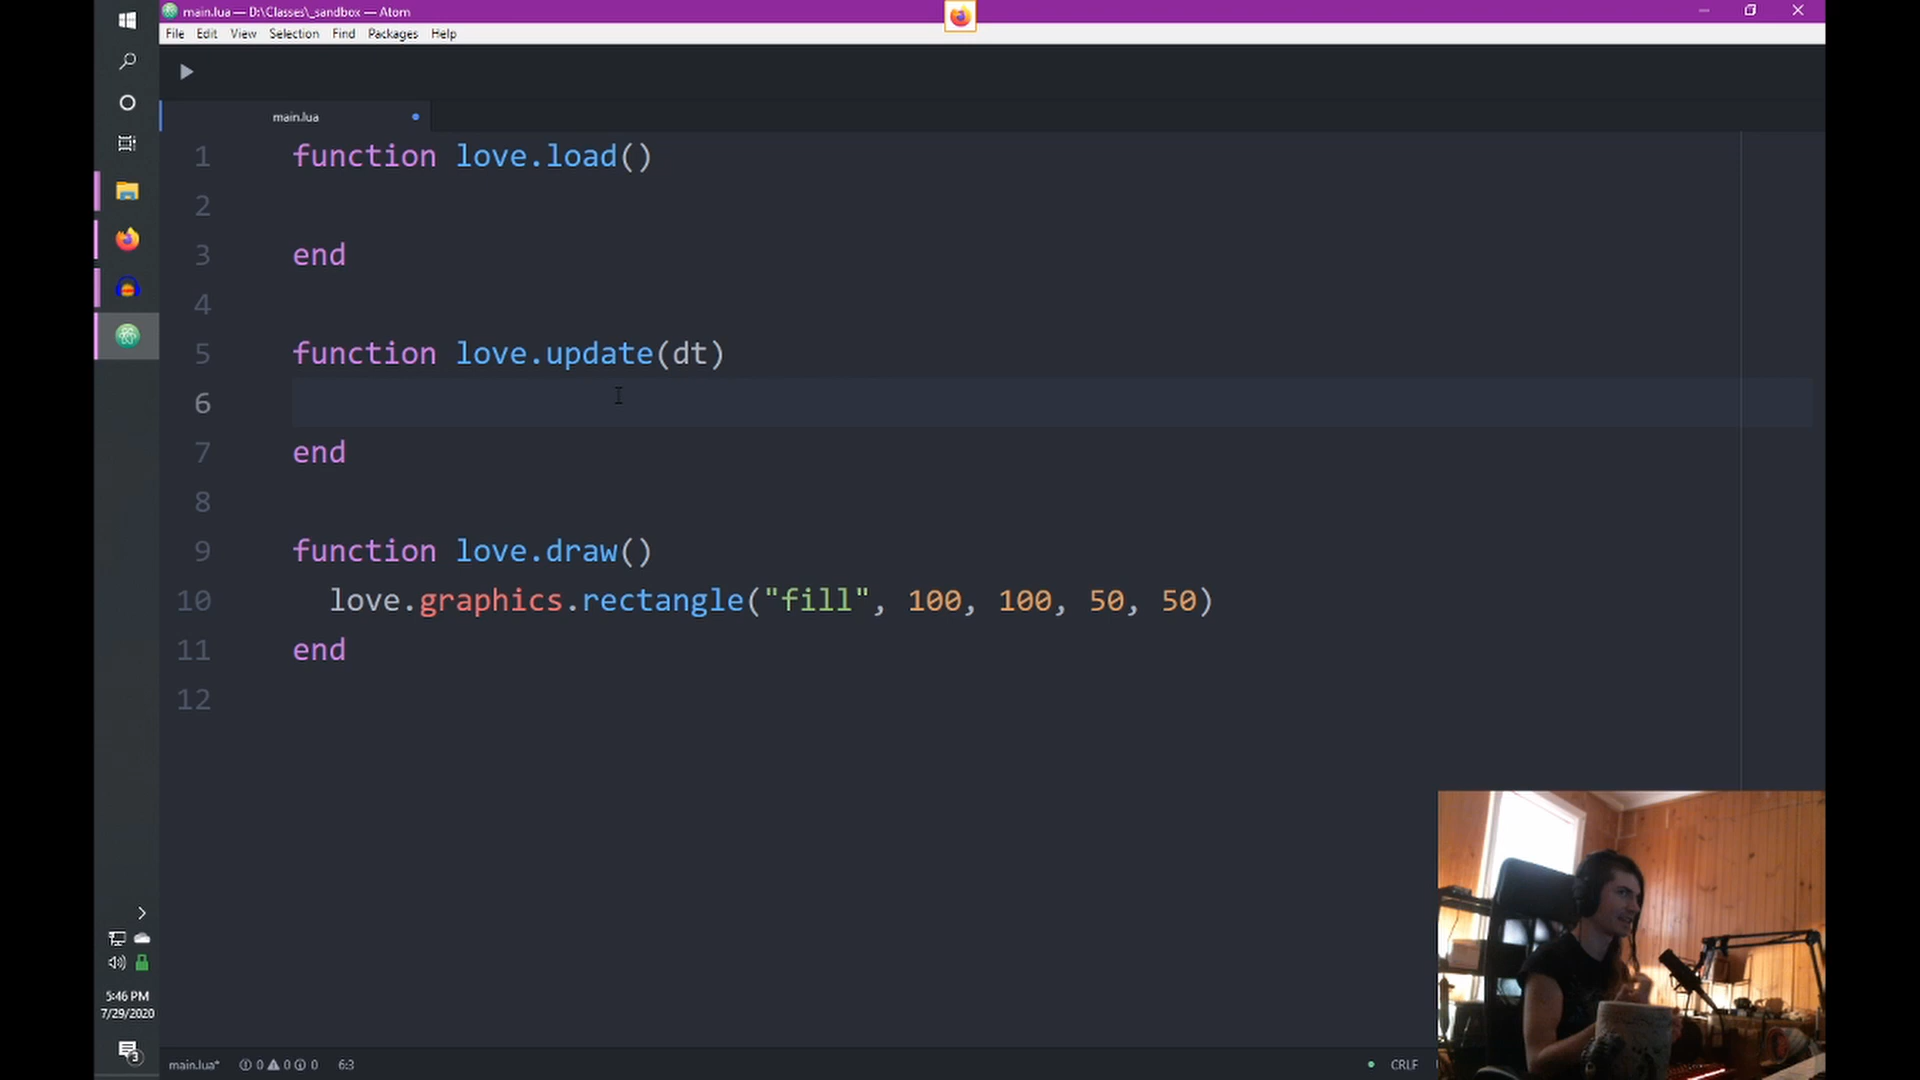 main.lua — D:\Classes\_sandbox — Atom
File Edit View Selection Find Packages Help
main.lua
1 function love.load()
2
3 end
4
5 function love.update(dt)
6
7 end
8
9 function love.draw()
10 love.graphics.rectangle("fill", 100, 100, 50, 50)
11 end
12
5:46 PM
7/29/2020
3
main.lua* 0 0 0 6:3
CRLF